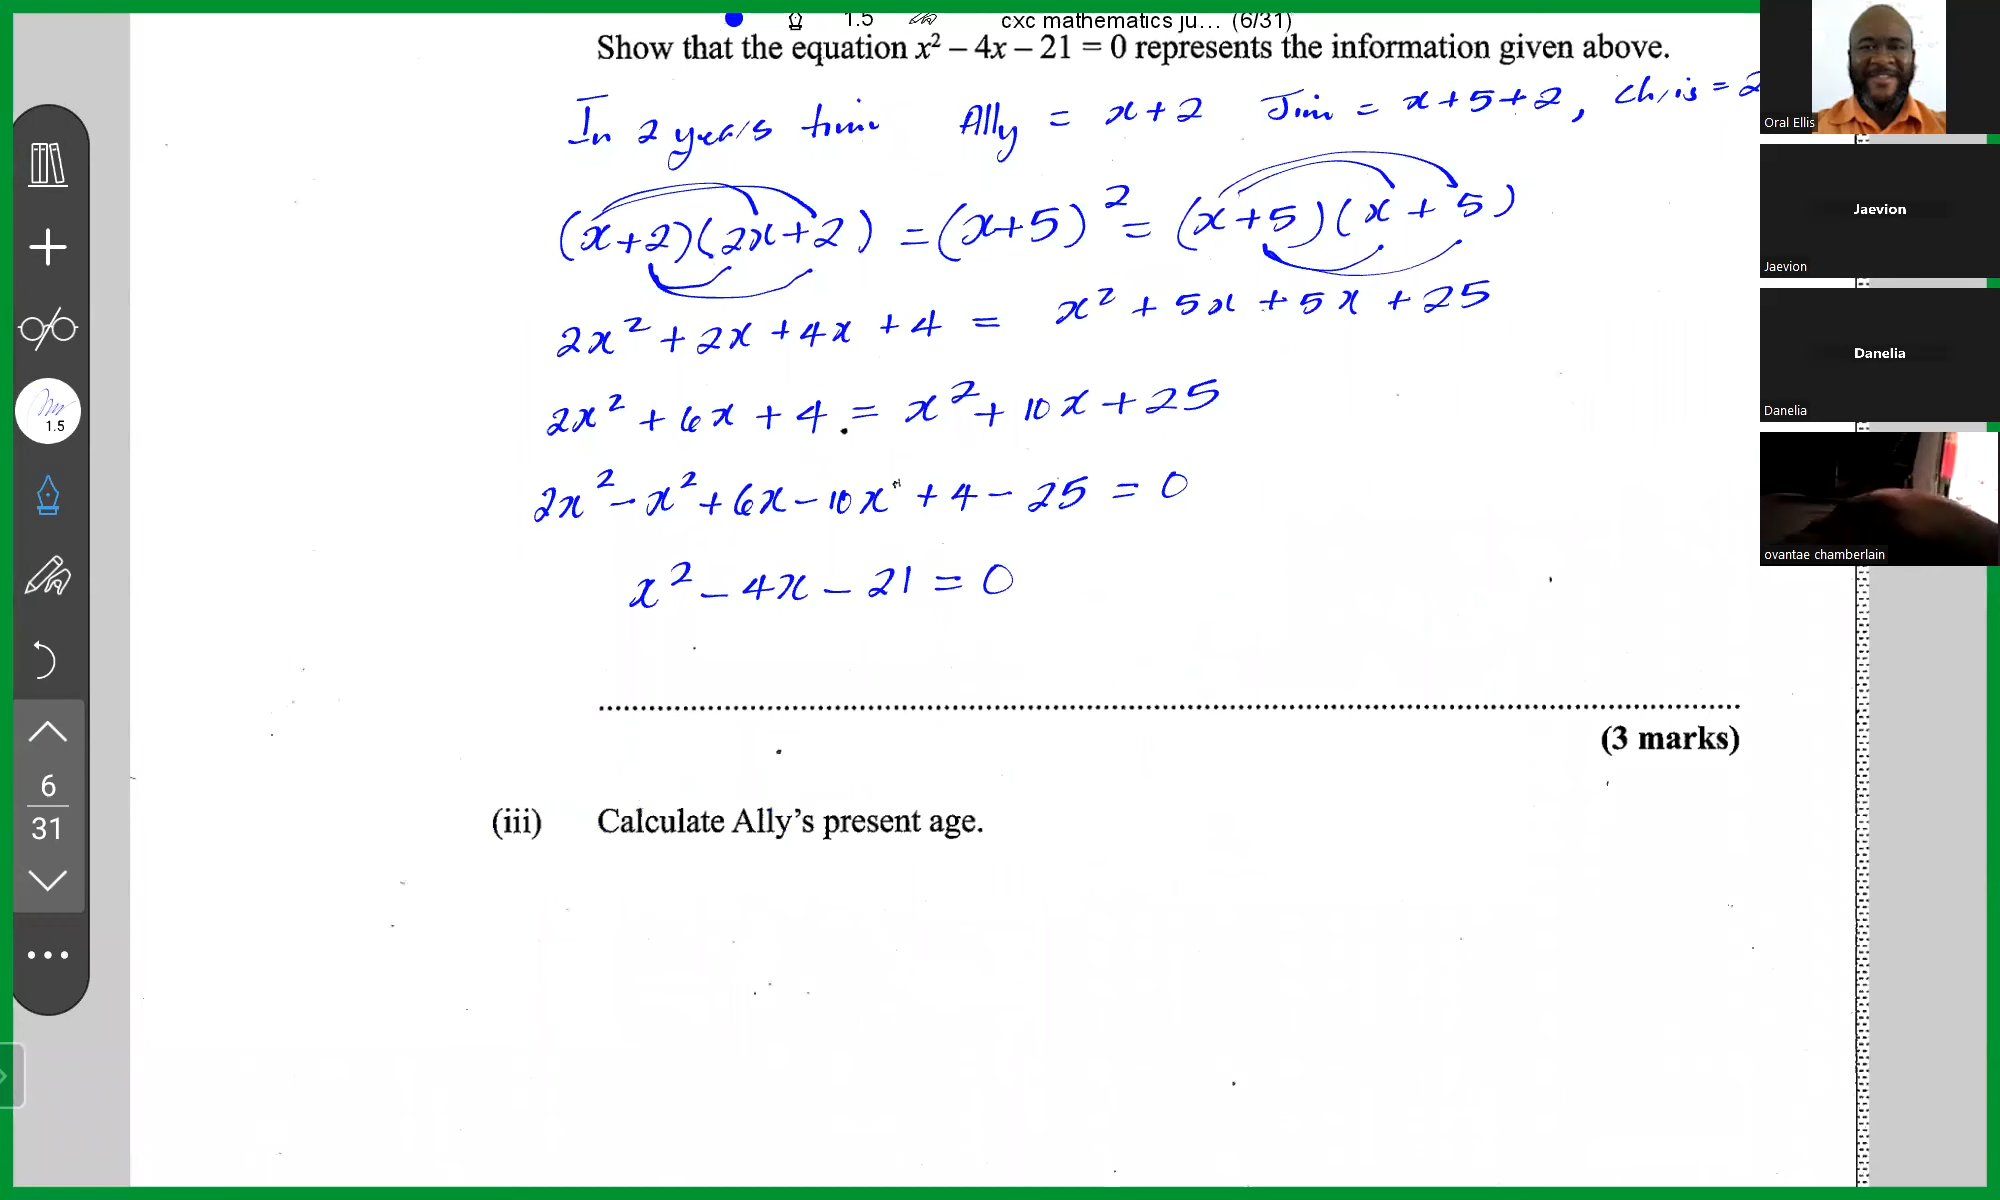 1.5 cxc mathematics ju... (6/31)
Show that the equation x² – 4x – 21 = 0 represents the information given above.
In 2 years time Ally = x+2 Jim = x+5+2, chris = 2
(x+2)(2x+2) = (x+5)² = (x+5)(x+5)
2x² + 2x + 4x + 4 = x² + 5x + 5x + 25
2x² + 6x + 4 = x² + 10x + 25
2x² – x² + 6x – 10x + 4 – 25 = 0
x² – 4x – 21 = 0
(3 marks)
(iii) Calculate Ally's present age.
1.5
6
31
Oral Ellis
Jaevion
Jaevion
Danelia
Danelia
ovantae chamberlain